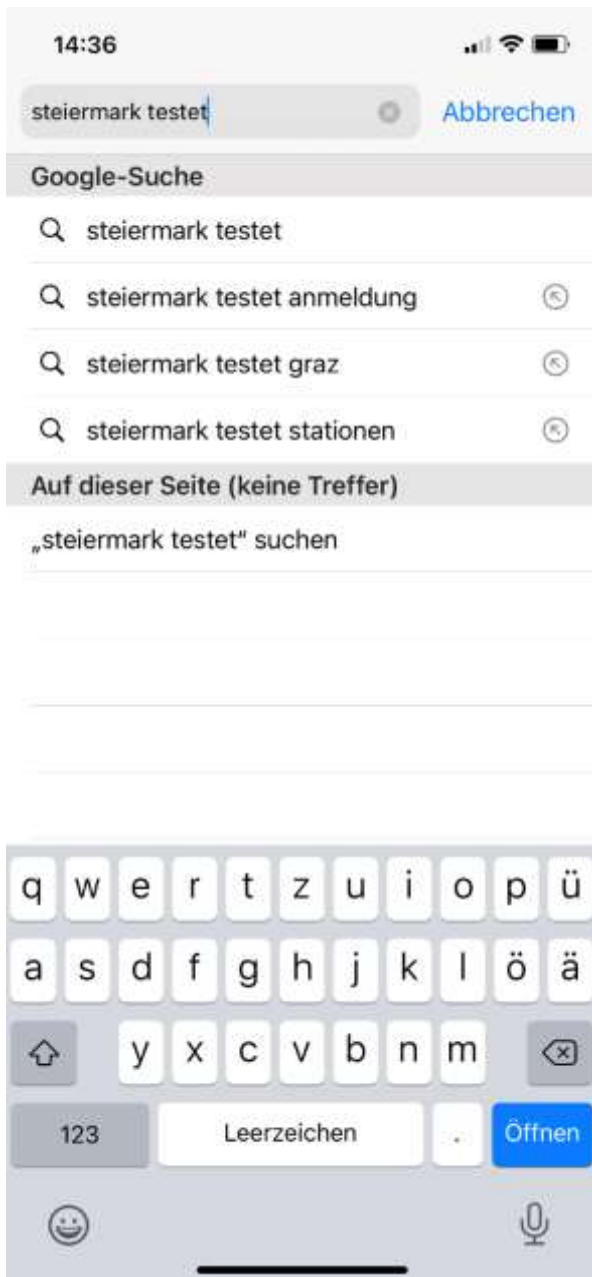 14:36
steiermark testet Abbrechen
Google-Suche
steiermark testet
steiermark testet anmeldung
steiermark testet graz
steiermark testet stationen
Auf dieser Seite (keine Treffer)
„steiermark testet“ suchen
q w e r t z u i o p ü
a s d f g h j k l ö ä
y x c v b n m
123 Leerzeichen . Öffnen